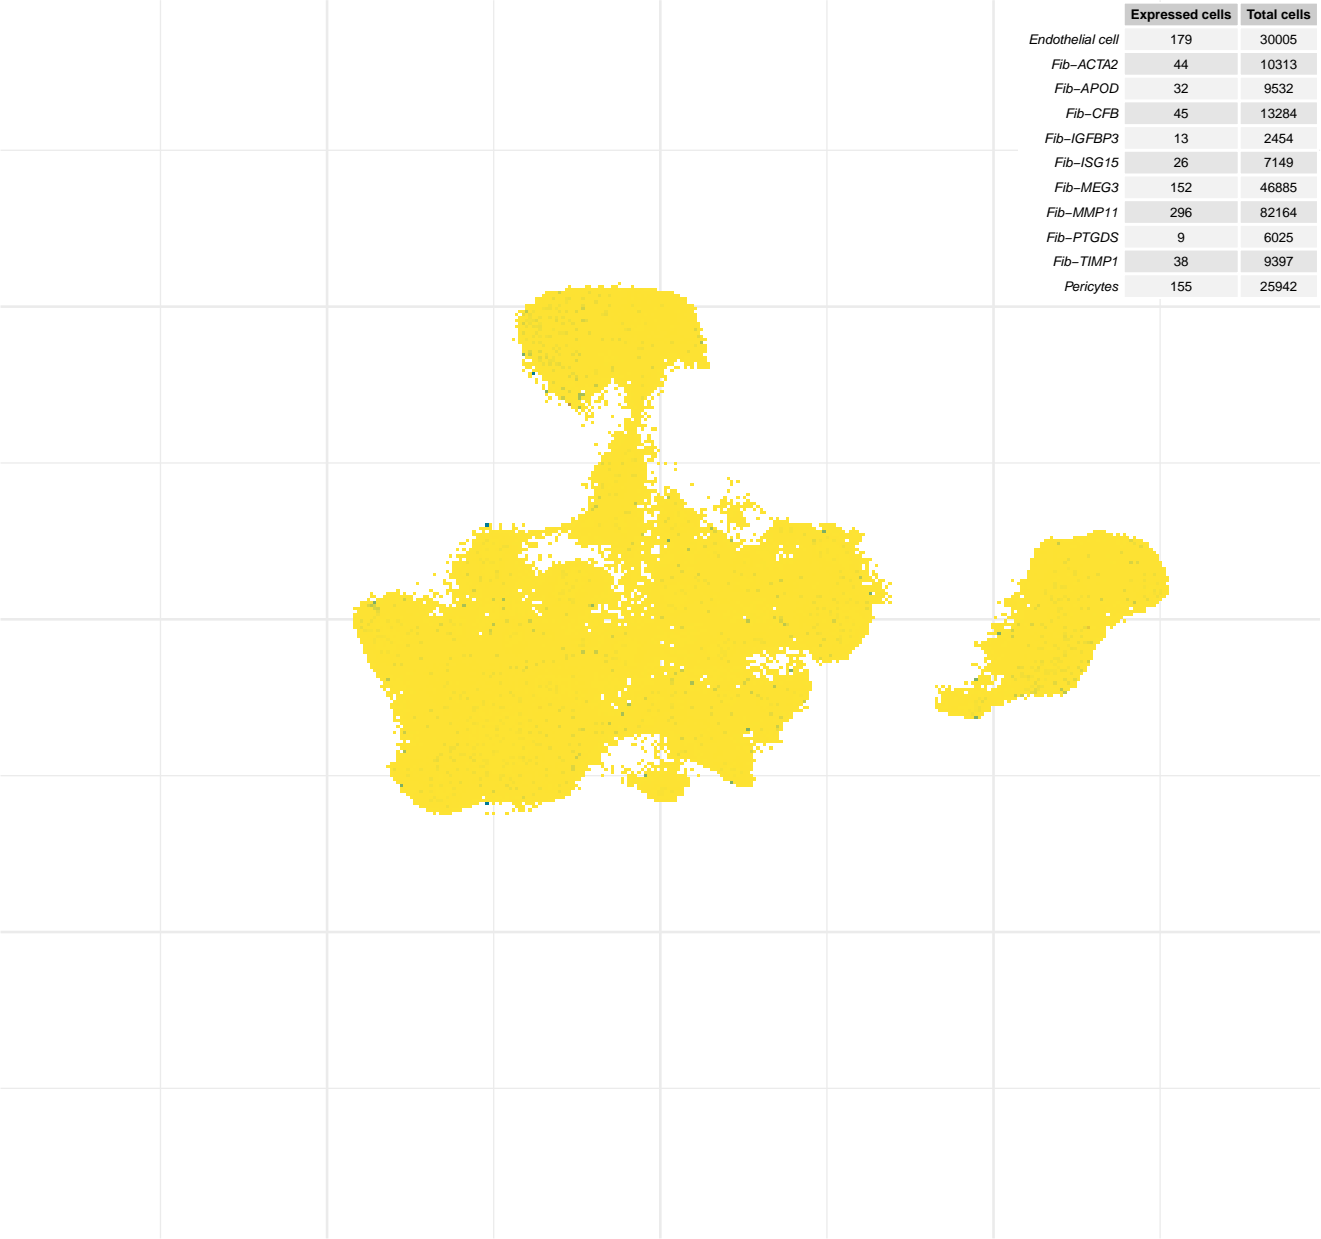 Expressed cells Total cells
Endothelial cell 179 30005
Fib−ACTA2 44 10313
Fib−APOD 32 9532
Fib−CFB 45 13284
Fib−IGFBP3 13 2454
Fib−ISG15 26 7149
Fib−MEG3 152 46885
Fib−MMP11 296 82164
Fib−PTGDS 9 6025
Fib−TIMP1 38 9397
Pericytes 155 25942